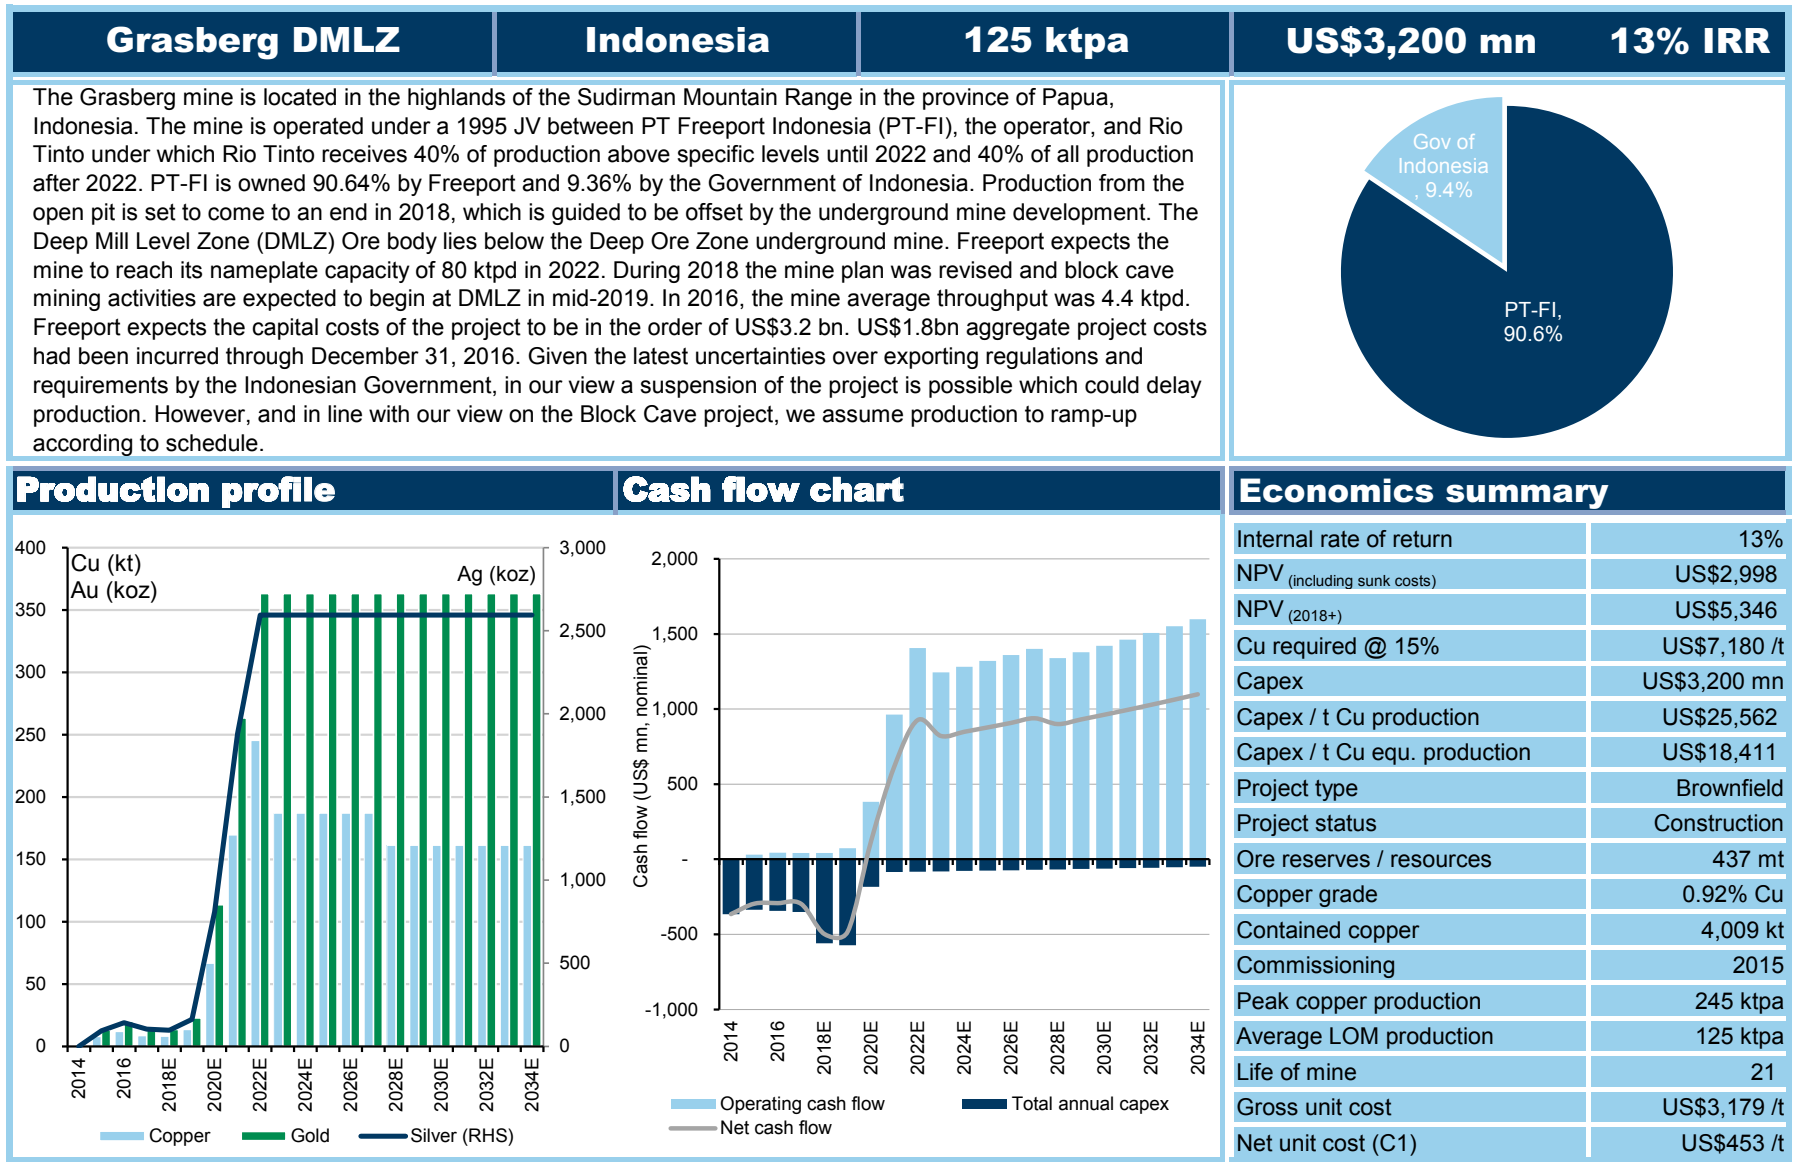 Grasberg DMLZ
Indonesia
125 ktpa
US$3,200 mn
13% IRR
The Grasberg mine is located in the highlands of the Sudirman Mountain Range in the province of Papua,
Indonesia. The mine is operated under a 1995 JV between PT Freeport Indonesia (PT-FI), the operator, and Rio
Tinto under which Rio Tinto receives 40% of production above specific levels until 2022 and 40% of all production
after 2022. PT-FI is owned 90.64% by Freeport and 9.36% by the Government of Indonesia. Production from the
open pit is set to come to an end in 2018, which is guided to be offset by the underground mine development. The
Deep Mill Level Zone (DMLZ) Ore body lies below the Deep Ore Zone underground mine. Freeport expects the
mine to reach its nameplate capacity of 80 ktpd in 2022. During 2018 the mine plan was revised and block cave
mining activities are expected to begin at DMLZ in mid-2019. In 2016, the mine average throughput was 4.4 ktpd.
Freeport expects the capital costs of the project to be in the order of US$3.2 bn. US$1.8bn aggregate project costs
had been incurred through December 31, 2016. Given the latest uncertainties over exporting regulations and
requirements by the Indonesian Government, in our view a suspension of the project is possible which could delay
production. However, and in line with our view on the Block Cave project, we assume production to ramp-up
according to schedule.
Gov of
Indonesia
, 9.4%
PT-FI,
90.6%
Production profile
400
350
300
250
200
150
100
50
0
Cu (kt)
Au (koz)
Ag (koz)
3,000
2,500
2,000
1,500
1,000
500
0
2014
2016
2018E
2020E
2022E
2024E
2026E
2028E
2030E
2032E
2034E
Copper
Gold
Silver (RHS)
Cash flow chart
Cash flow (US$ mn, nominal)
2,000
1,500
1,000
500
-
-500
-1,000
2014
2016
2018E
2020E
2022E
2024E
2026E
2028E
2030E
2032E
2034E
Operating cash flow
Total annual capex
Net cash flow
Economics summary
Internal rate of return 13%
NPV (including sunk costs) US$2,998
NPV (2018+) US$5,346
Cu required @ 15% US$7,180 /t
Capex US$3,200 mn
Capex / t Cu production US$25,562
Capex / t Cu equ. production US$18,411
Project type Brownfield
Project status Construction
Ore reserves / resources 437 mt
Copper grade 0.92% Cu
Contained copper 4,009 kt
Commissioning 2015
Peak copper production 245 ktpa
Average LOM production 125 ktpa
Life of mine 21
Gross unit cost US$3,179 /t
Net unit cost (C1) US$453 /t